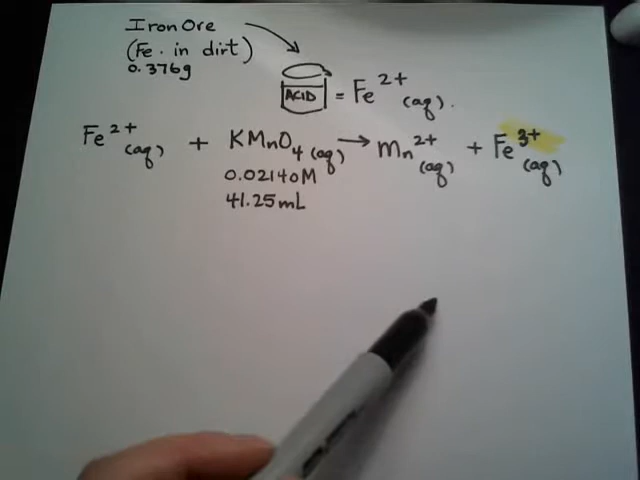 Iron Ore
(Fe. in dirt)
0.376g
ACID = Fe²⁺(aq).
Fe²⁺(aq) + KMnO₄(aq) → Mn²⁺(aq) + Fe³⁺(aq)
0.02140M
41.25mL